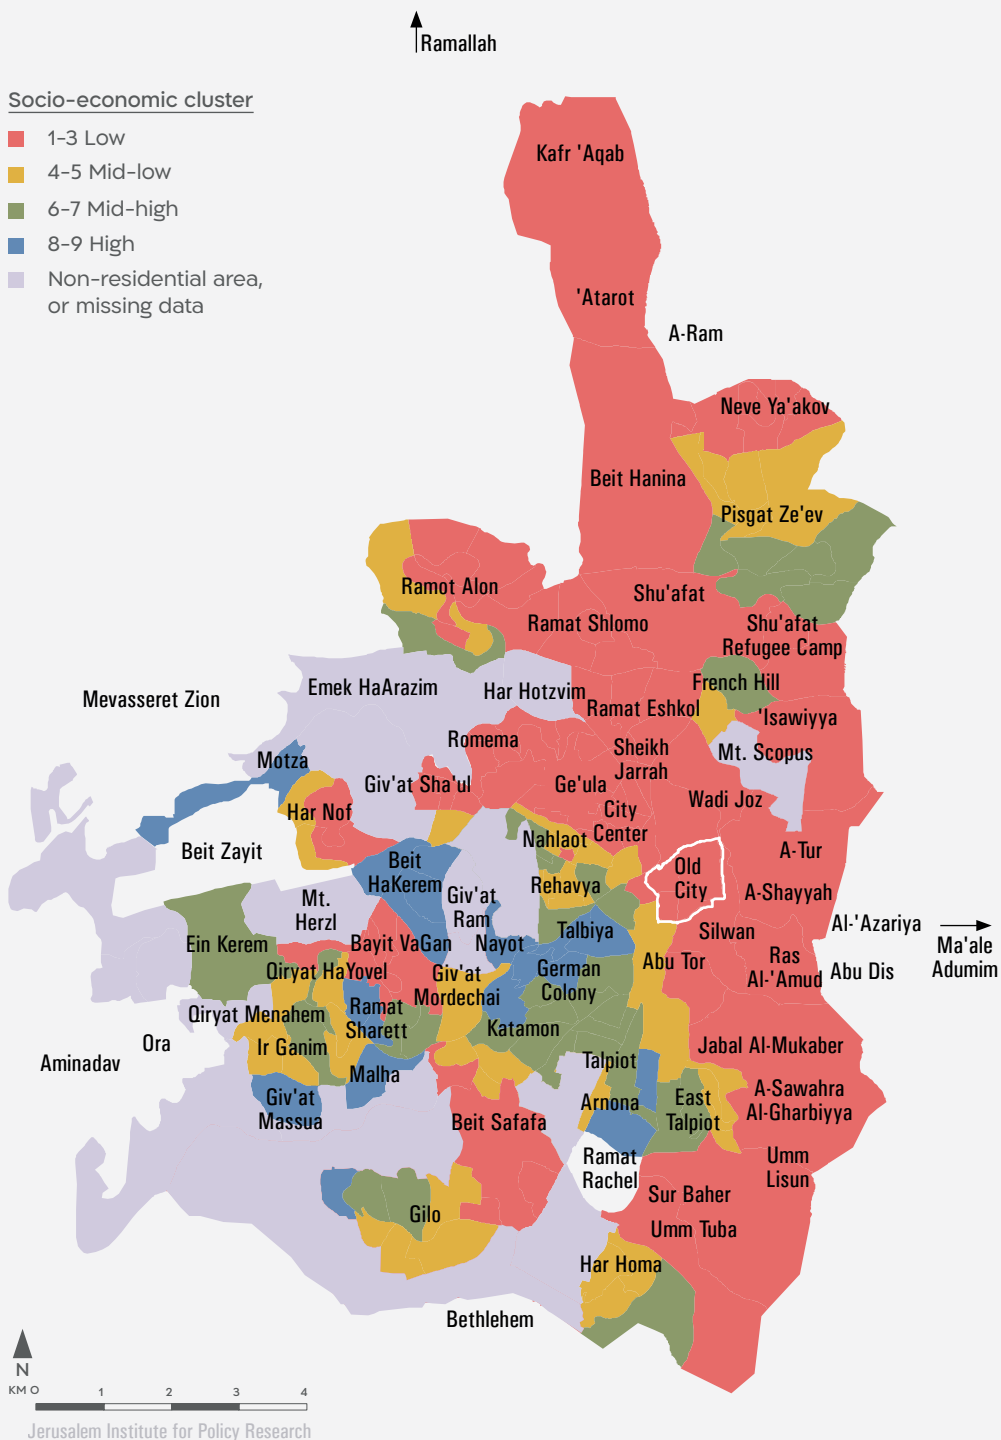 Ramallah
Socio-economic cluster
1-3 Low
4-5 Mid-low
6-7 Mid-high
8-9 High
Non-residential area,
or missing data
Kafr 'Aqab
'Atarot
A-Ram
Neve Ya'akov
Beit Hanina
Pisgat Ze'ev
Ramot Alon
Shu'afat
Ramat Shlomo
Shu'afat
Refugee Camp
Emek HaArazim
Har Hotzvim
French Hill
Mevasseret Zion
Ramat Eshkol
'Isawiyya
Romema
Sheikh
Jarrah
Mt. Scopus
Motza
Giv'at Sha'ul
Ge'ula
Wadi Joz
Har Nof
City
Center
Nahlaot
Beit Zayit
Beit
HaKerem
Old
City
A-Tur
Rehavya
A-Shayyah
Mt.
Herzl
Giv'at
Ram
Al-'Azariya
Ma'ale
Adumim
Ein Kerem
Bayit VaGan
Nayot
Talbiya
Silwan
Qiryat HaYovel
Giv'at
Mordechai
German
Colony
Abu Tor
Ras
Al-'Amud
Abu Dis
Qiryat Menahem
Ramat
Sharett
Katamon
Ora
Ir Ganim
Jabal Al-Mukaber
Aminadav
Malha
Talpiot
A-Sawahra
Al-Gharbiyya
Giv'at
Massua
Arnona
East
Talpiot
Beit Safafa
Ramat
Rachel
Umm
Lisun
Sur Baher
Gilo
Umm Tuba
Har Homa
Bethlehem
N
KM 0 1 2 3 4
Jerusalem Institute for Policy Research